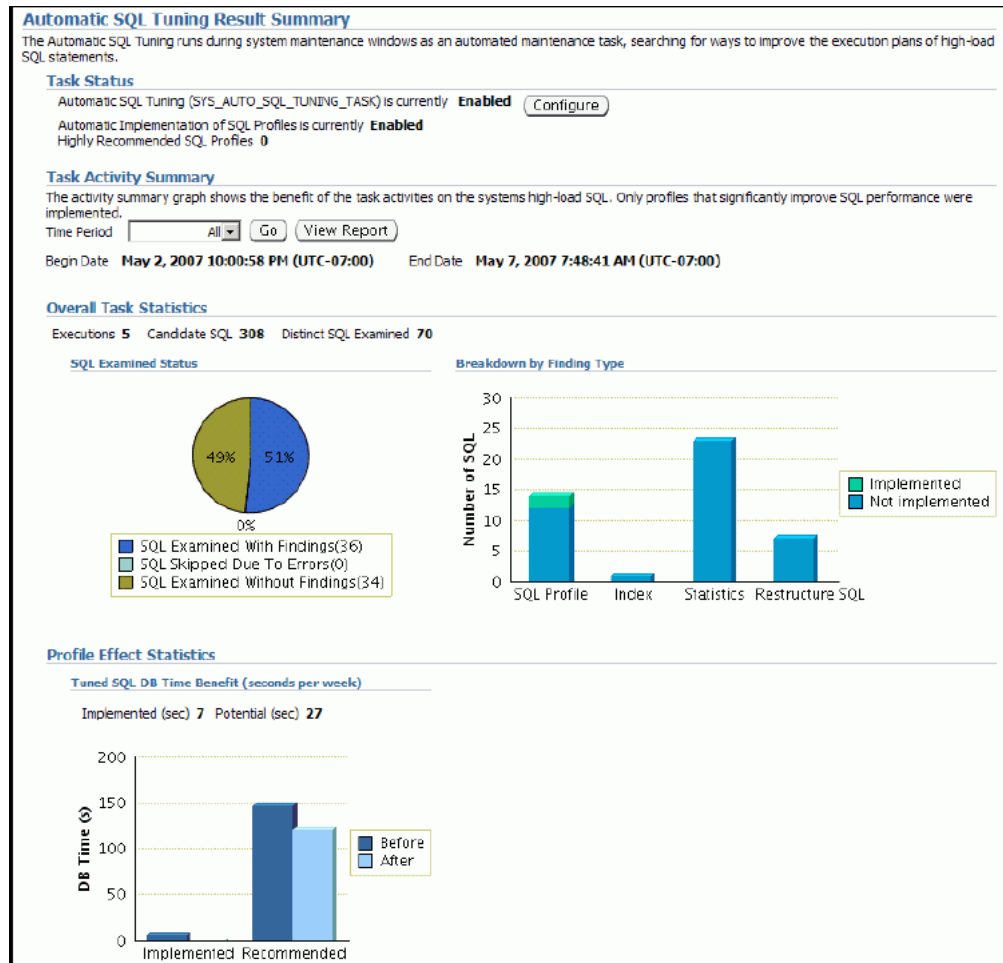 Automatic SQL Tuning Result Summary
The Automatic SQL Tuning runs during system maintenance windows as an automated maintenance task, searching for ways to improve the execution plans of high-load
SQL statements.
Task Status
Automatic SQL Tuning (SYS_AUTO_SQL_TUNING_TASK) is currently Enabled Configure
Automatic Implementation of SQL Profiles is currently Enabled
Highly Recommended SQL Profiles 0
Task Activity Summary
The activity summary graph shows the benefit of the task activities on the systems high-load SQL. Only profiles that significantly improve SQL performance were
implemented.
Time Period All Go View Report
Begin Date May 2, 2007 10:00:58 PM (UTC-07:00) End Date May 7, 2007 7:48:41 AM (UTC-07:00)
Overall Task Statistics
Executions 5 Candidate SQL 308 Distinct SQL Examined 70
SQL Examined Status
49% 51%
0%
SQL Examined With Findings(36)
SQL Skipped Due To Errors(0)
SQL Examined Without Findings(34)
Breakdown by Finding Type
Number of SQL
30
25
20
15
10
5
0
SQL Profile Index Statistics Restructure SQL
Implemented
Not implemented
Profile Effect Statistics
Tuned SQL DB Time Benefit (seconds per week)
Implemented (sec) 7 Potential (sec) 27
DB Time (s)
200
150
100
50
0
Implemented Recommended
Before
After